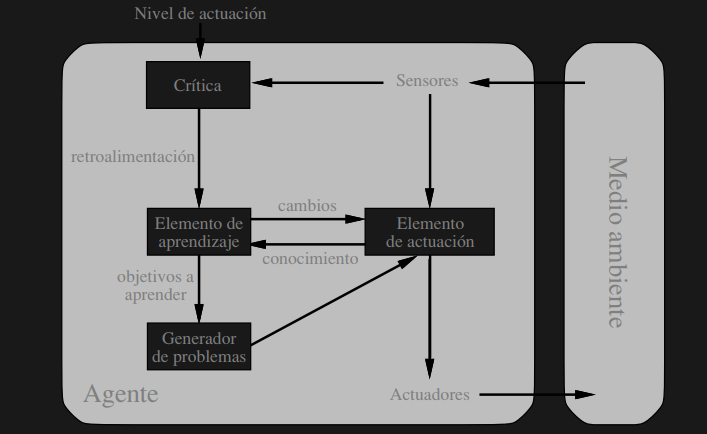 Nivel de actuación
Crítica
Sensores
retroalimentación
cambios
Elemento de
aprendizaje
Elemento
de actuación
conocimiento
objetivos a
aprender
Generador
de problemas
Agente
Actuadores
Medio ambiente